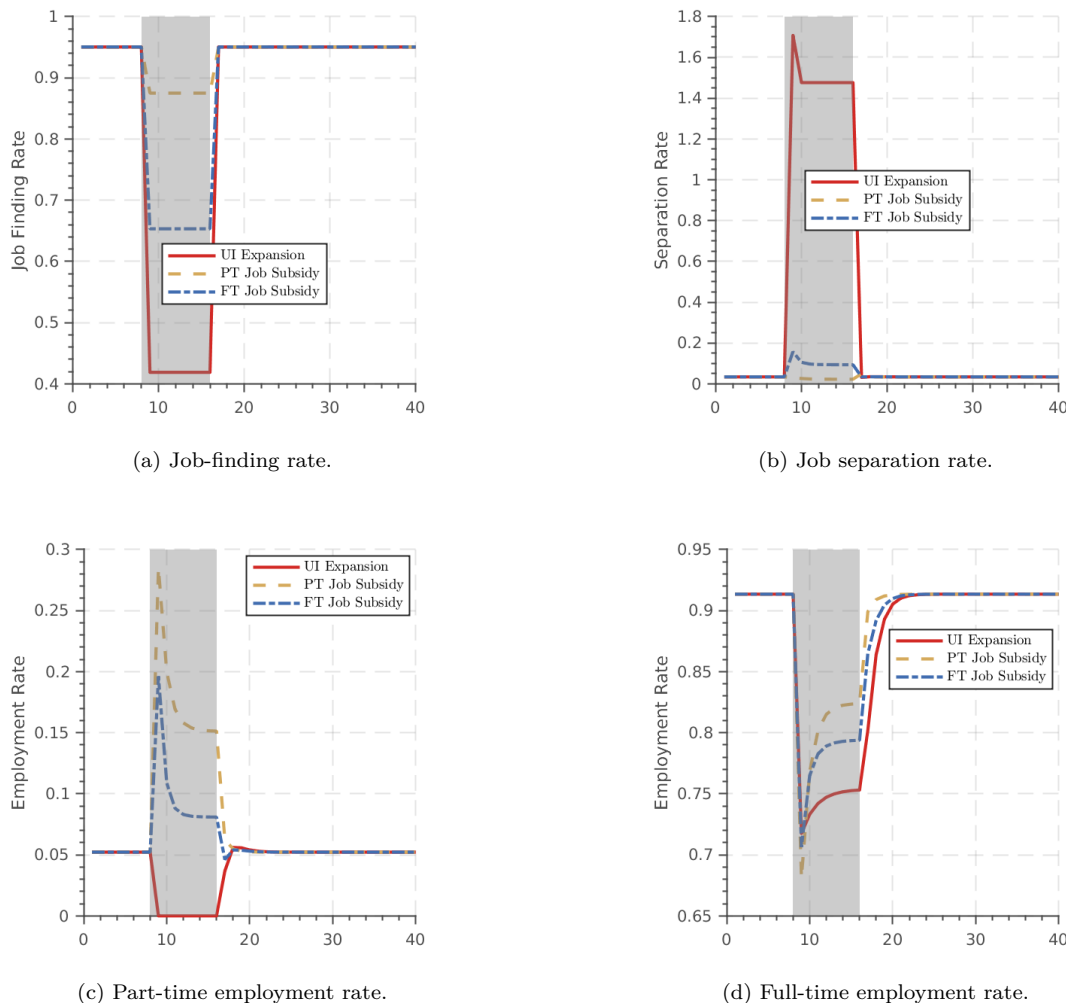 1
0.9
0.8
0.7
0.6
0.5
0.4
0 10 20 30 40
Job Finding Rate
UI Expansion
PT Job Subsidy
FT Job Subsidy
(a) Job-finding rate.
1.8
1.6
1.4
1.2
1
0.8
0.6
0.4
0.2
0
0 10 20 30 40
Separation Rate
UI Expansion
PT Job Subsidy
FT Job Subsidy
(b) Job separation rate.
0.3
0.25
0.2
0.15
0.1
0.05
0
0 10 20 30 40
Employment Rate
UI Expansion
PT Job Subsidy
FT Job Subsidy
(c) Part-time employment rate.
0.95
0.9
0.85
0.8
0.75
0.7
0.65
0 10 20 30 40
Employment Rate
UI Expansion
PT Job Subsidy
FT Job Subsidy
(d) Full-time employment rate.